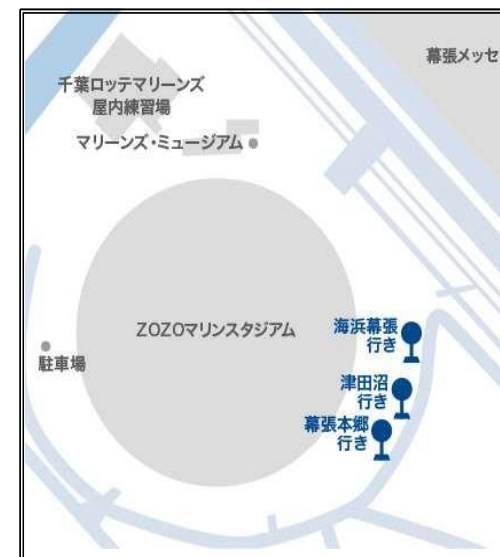 幕張メッセ
千葉ロッテマリーンズ
屋内練習場
マリーンズ・ミュージアム
ZOZOマリンスタジアム
海浜幕張
行き
駐車場
津田沼
行き
幕張本郷
行き